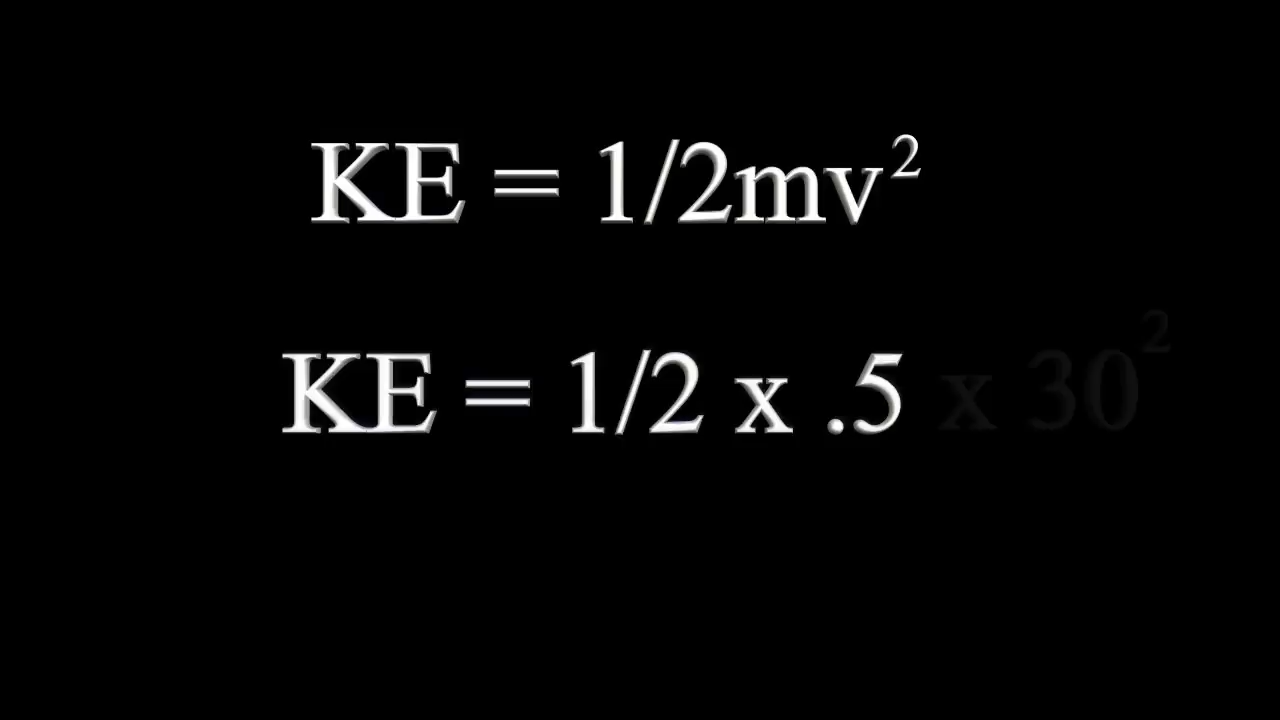 KE = 1/2mv²
KE = 1/2 x .5 x 30²